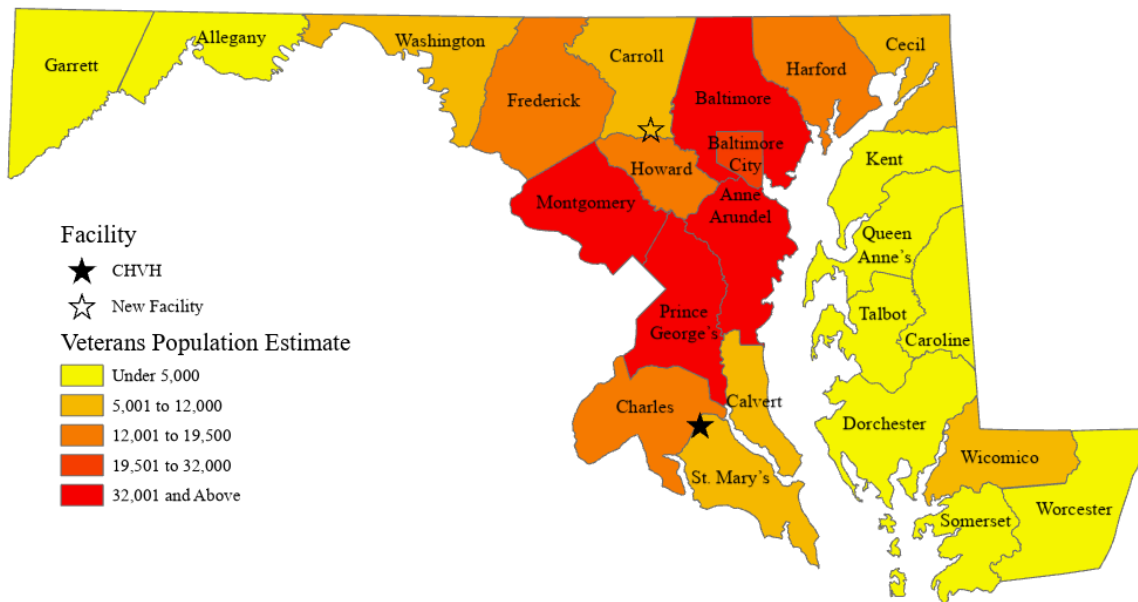 Garrett
Allegany
Washington
Frederick
Carroll
Baltimore
Harford
Cecil
Baltimore
City
Howard
Montgomery
Anne
Arundel
Kent
Queen
Anne's
Talbot
Caroline
Prince
George's
Charles
Calvert
St. Mary's
Dorchester
Wicomico
Somerset
Worcester
Facility
CHVH
New Facility
Veterans Population Estimate
Under 5,000
5,001 to 12,000
12,001 to 19,500
19,501 to 32,000
32,001 and Above